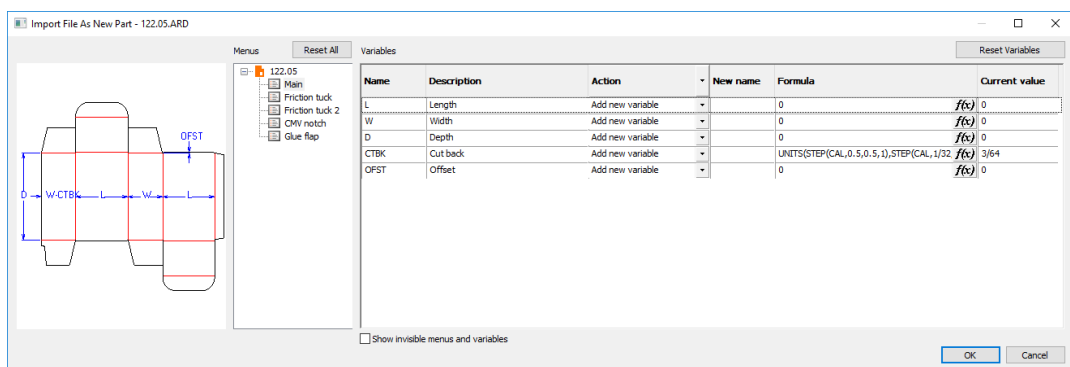 Import File As New Part - 122.05.ARD
Menus
Reset All
Variables
Reset Variables
122.05
Main
Friction tuck
Friction tuck 2
CMV notch
Glue flap
Name Description Action New name Formula Current value
L Length Add new variable 0 f(x) 0
W Width Add new variable 0 f(x) 0
D Depth Add new variable 0 f(x) 0
CTBK Cut back Add new variable UNITS(STEP(CAL,0.5,0.5,1),STEP(CAL,1/32 f(x) 3/64
OFST Offset Add new variable 0 f(x) 0
OFST
D W-CTBK L W L
Show invisible menus and variables
OK Cancel